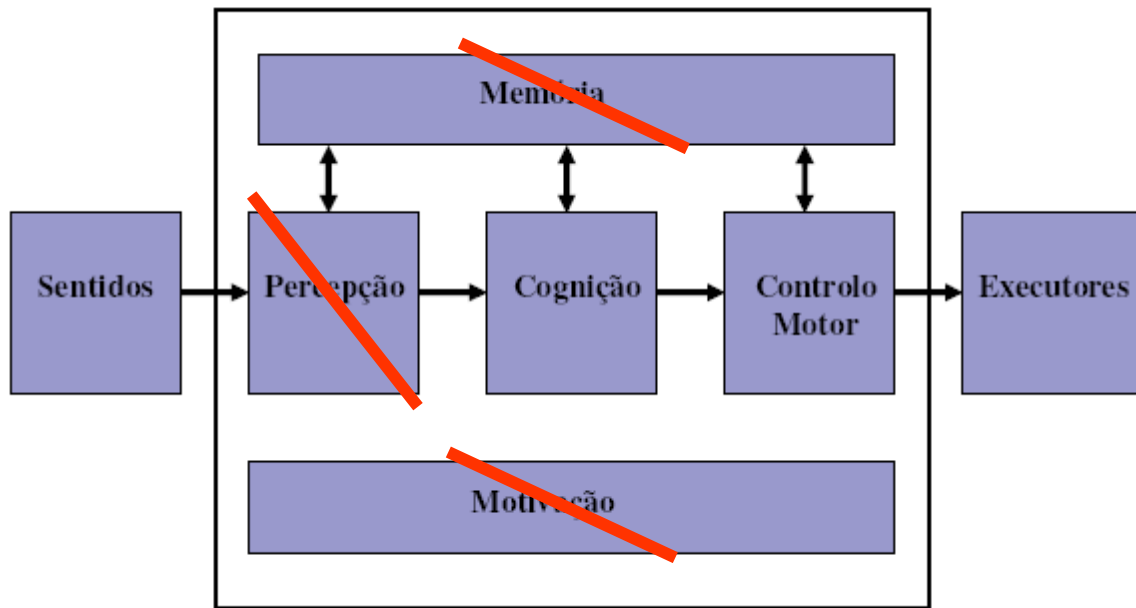 Memória
Sentidos
Percepção
Cognição
Controlo
Motor
Executores
Motivação